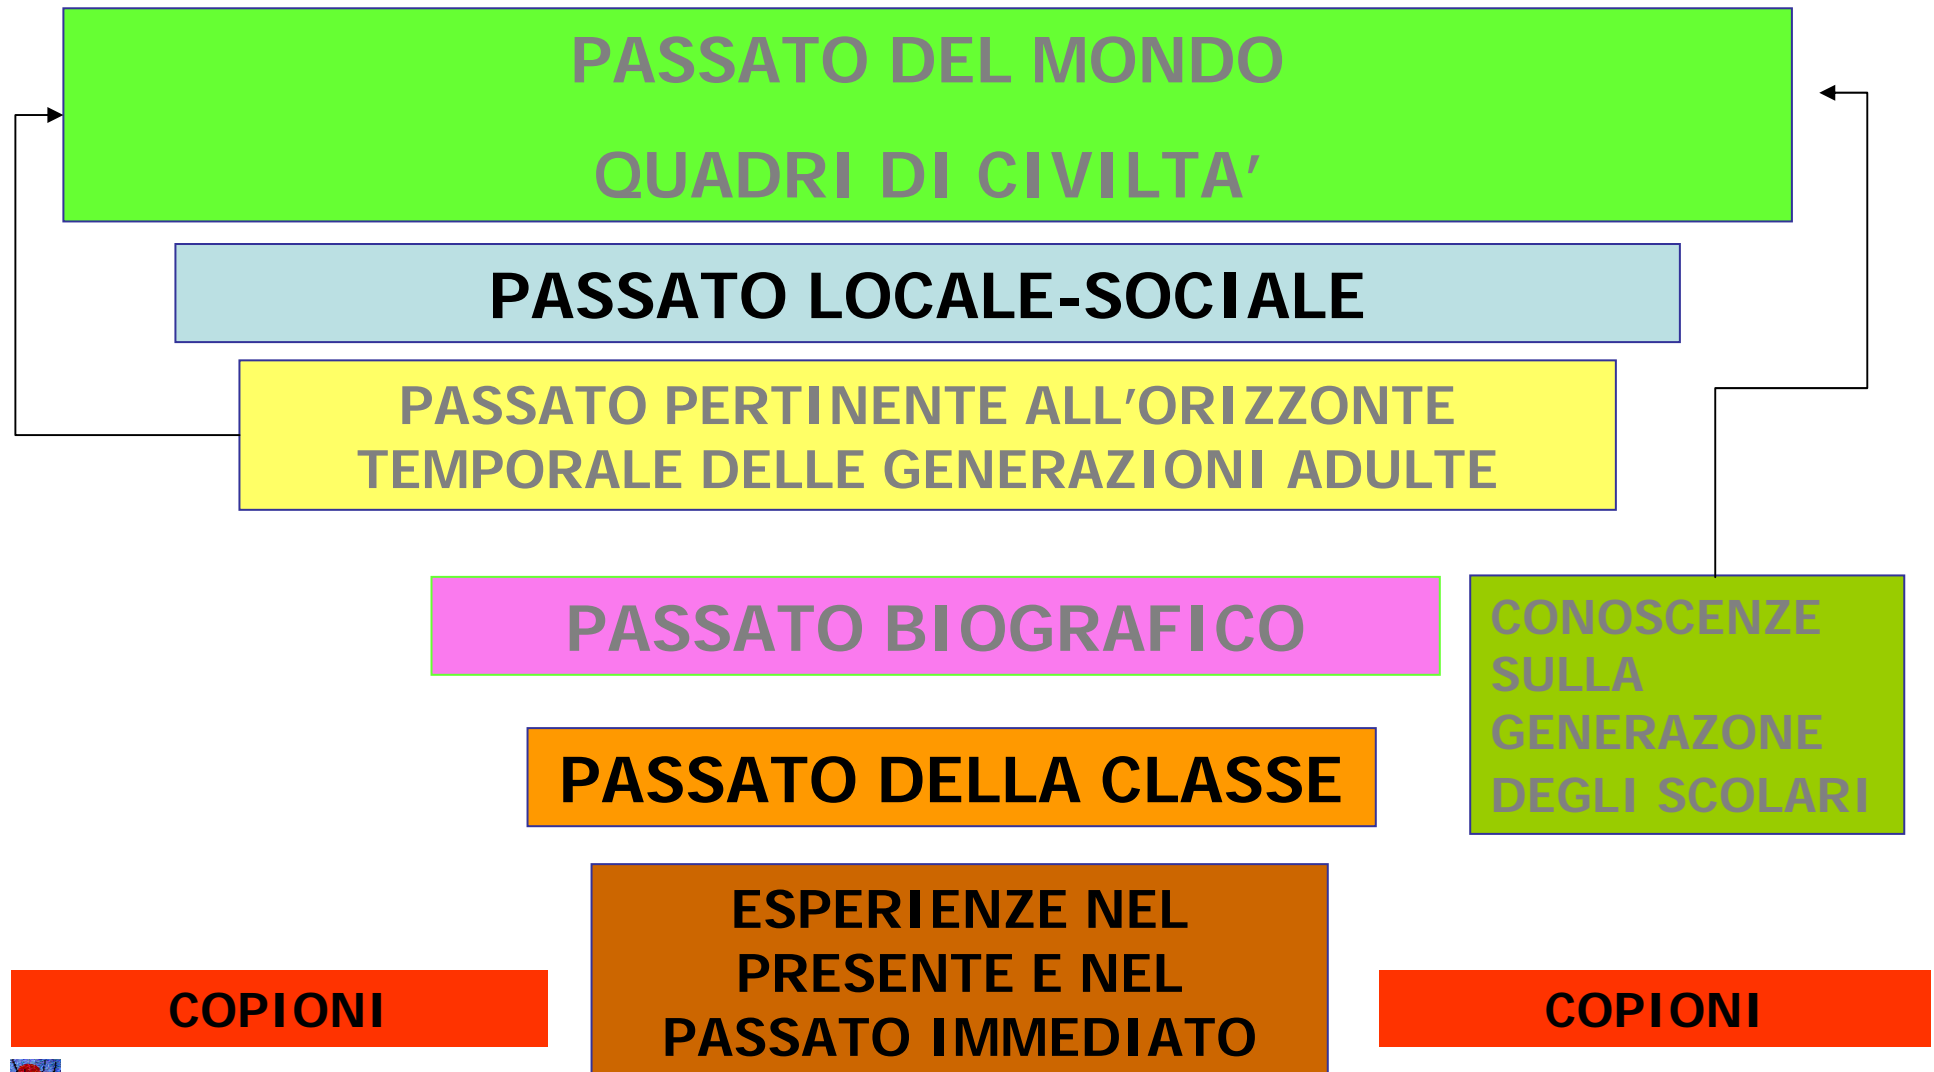 PASSATO DEL MONDO
QUADRI DI CIVILTA’
PASSATO LOCALE-SOCIALE
PASSATO PERTINENTE ALL’ORIZZONTE
TEMPORALE DELLE GENERAZIONI ADULTE
PASSATO BIOGRAFICO
CONOSCENZE
SULLA
GENERAZONE
DEGLI SCOLARI
PASSATO DELLA CLASSE
ESPERIENZE NEL
PRESENTE E NEL
PASSATO IMMEDIATO
COPIONI
COPIONI